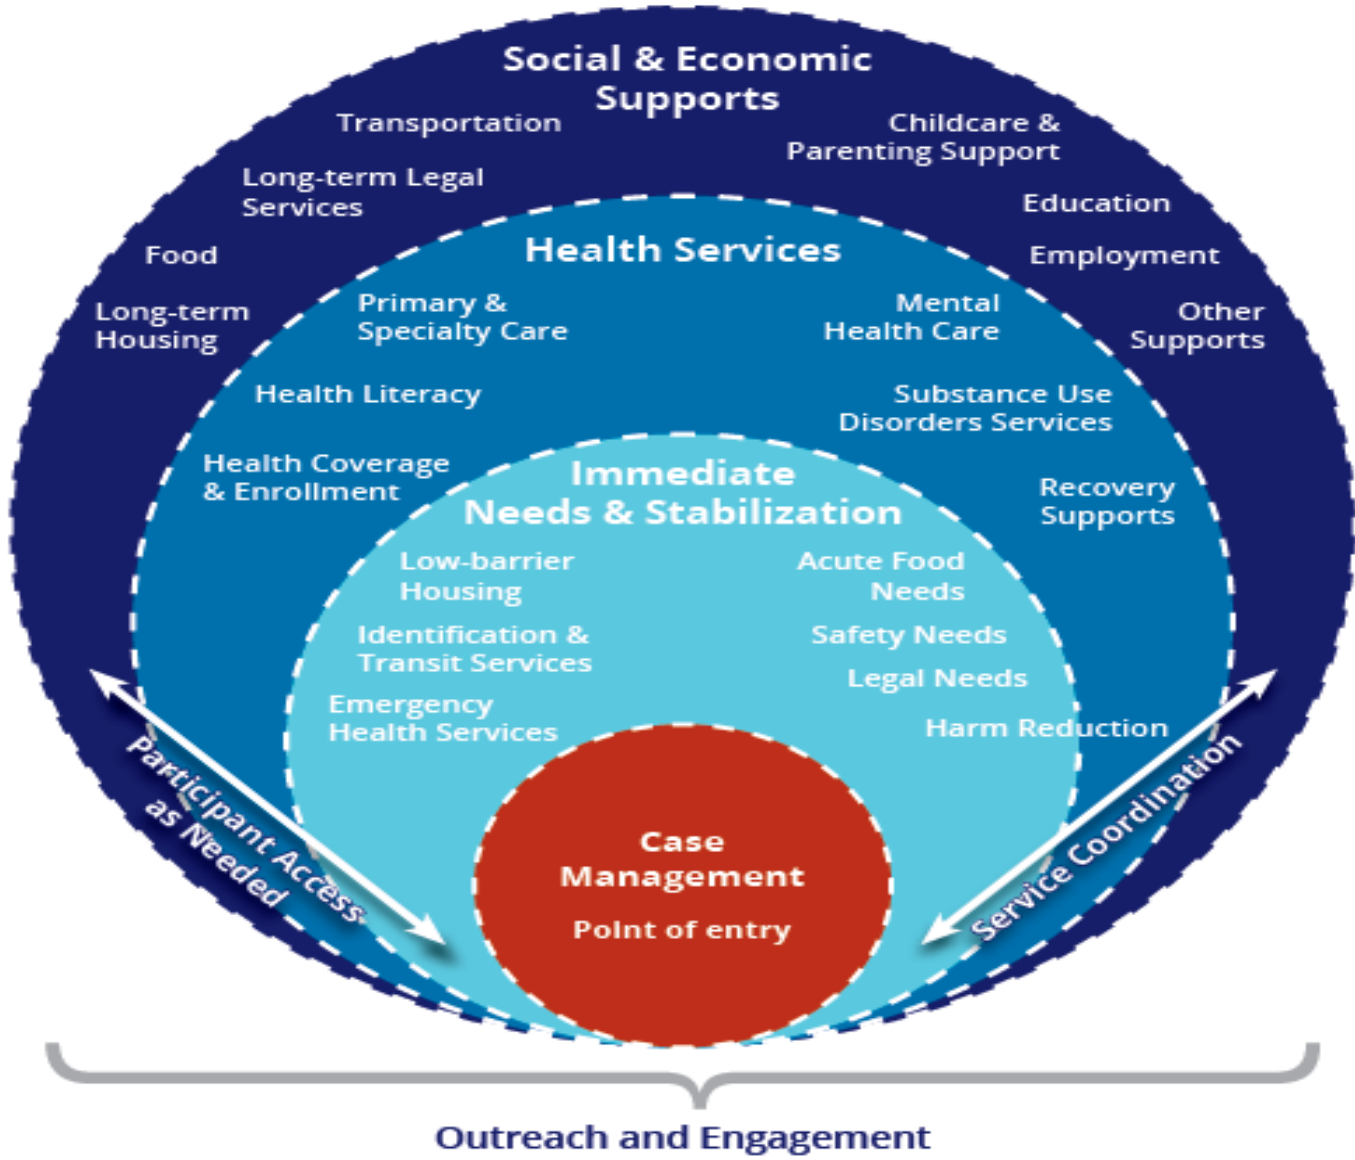 Social & Economic
Supports
Transportation
Long-term Legal
Services
Food
Long-term
Housing
Childcare &
Parenting Support
Education
Employment
Other
Supports
Health Services
Primary &
Specialty Care
Health Literacy
Health Coverage
& Enrollment
Mental
Health Care
Substance Use
Disorders Services
Recovery
Supports
Immediate
Needs & Stabilization
Low-barrier
Housing
Identification &
Transit Services
Emergency
Health Services
Acute Food
Needs
Safety Needs
Legal Needs
Harm Reduction
Case
Management
PoInt of entry
Participant Access
as Needed
Service Coordination
Outreach and Engagement